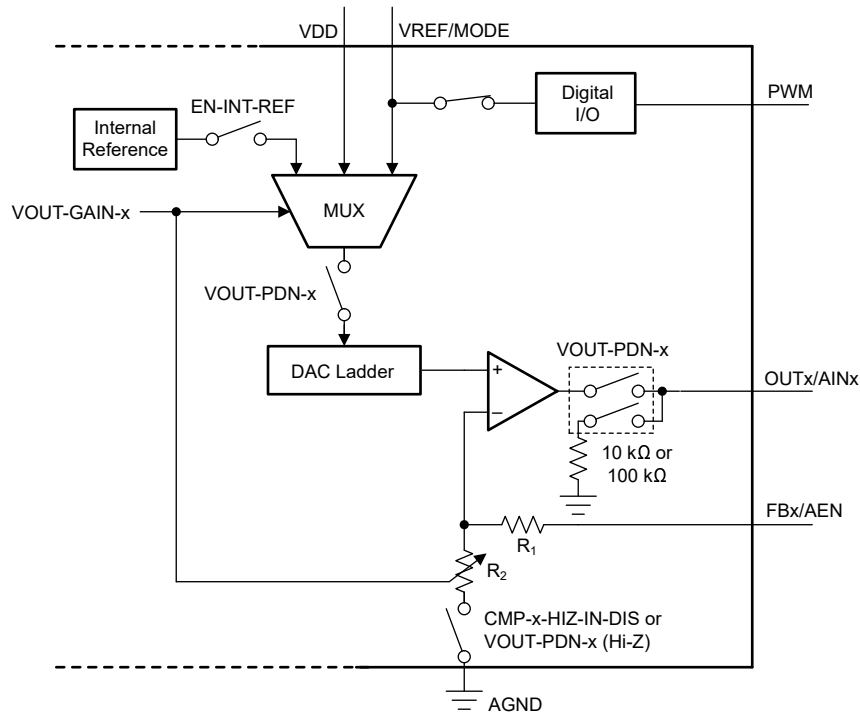 VDD
VREF/MODE
EN-INT-REF
Internal
Reference
Digital
I/O
PWM
VOUT-GAIN-x
MUX
VOUT-PDN-x
DAC Ladder
+
–
VOUT-PDN-x
OUTx/AINx
10 kΩ or
100 kΩ
FBx/AEN
R1
R2
CMP-x-HIZ-IN-DIS or
VOUT-PDN-x (Hi-Z)
AGND